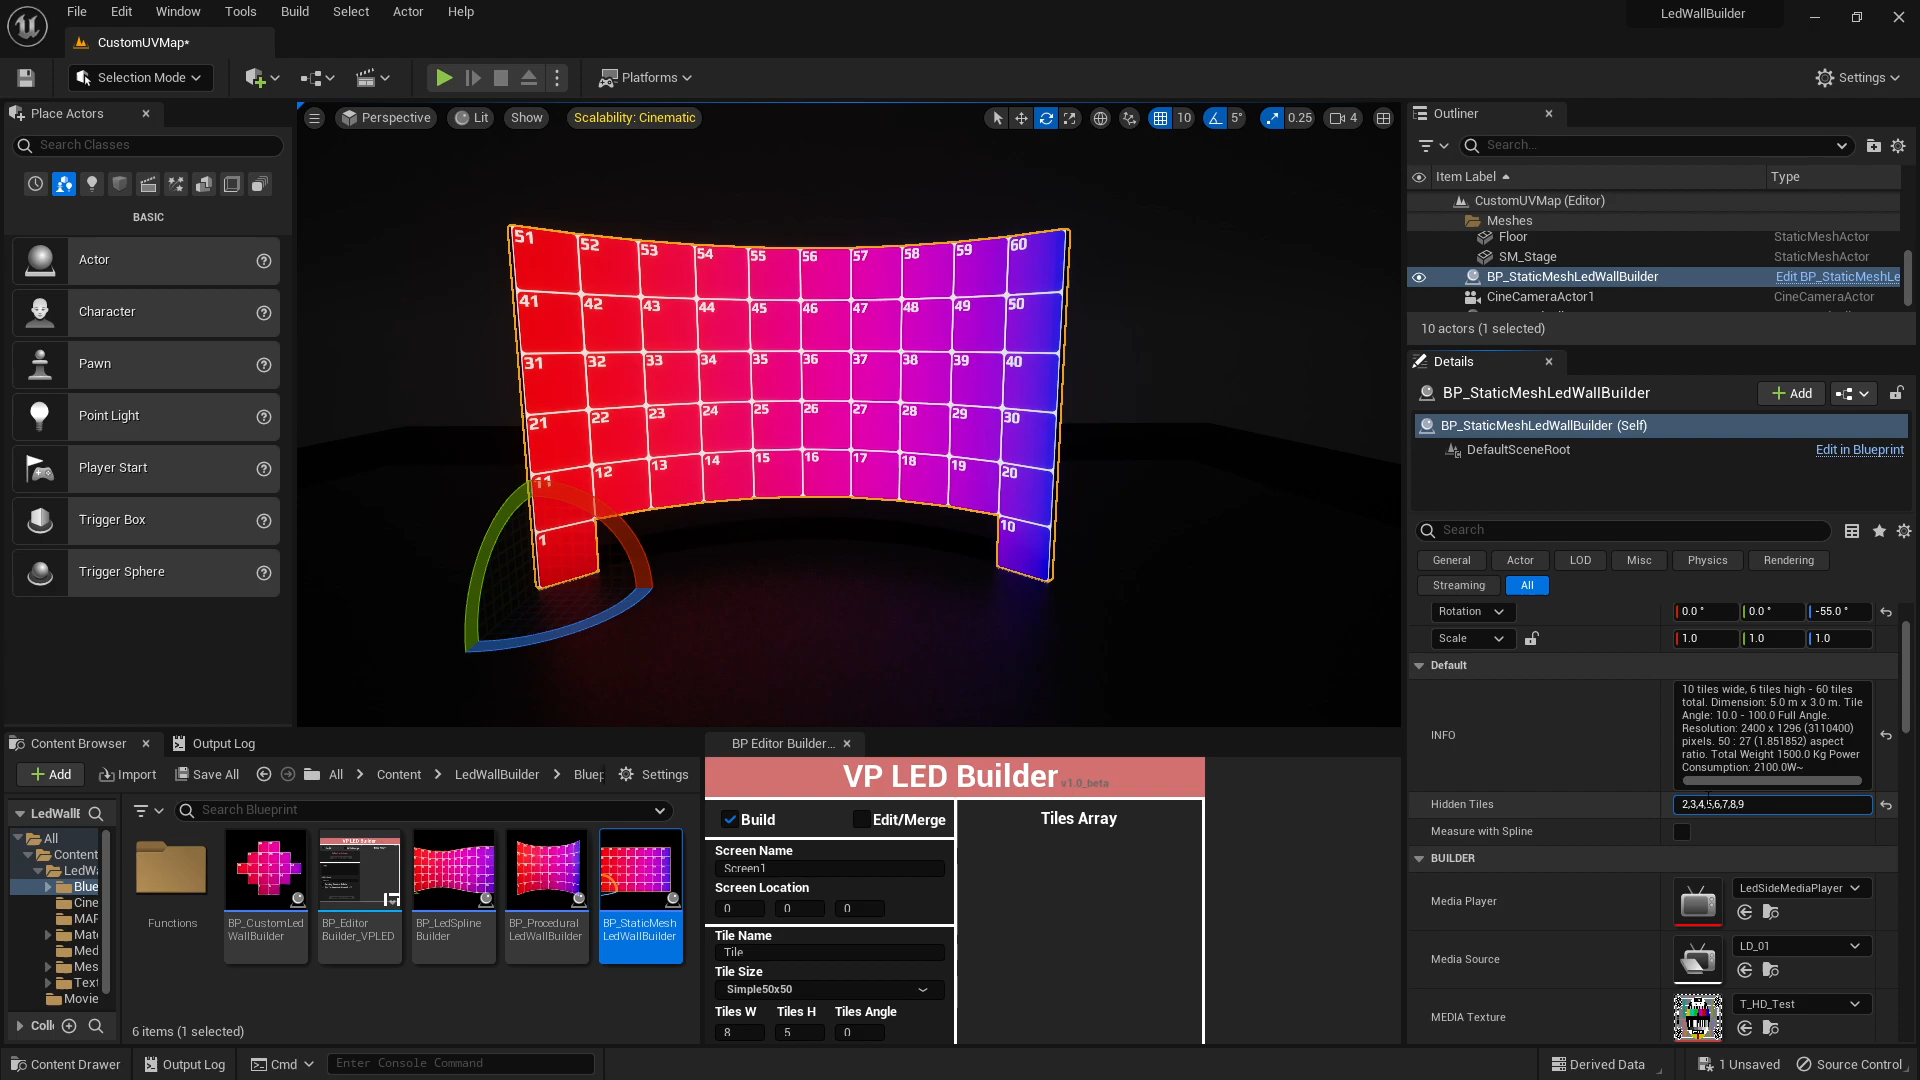 File Edit Window Tools Build Select Actor Help
LedWallBuilder
CustomUVMap*
Selection Mode
Platforms
Settings
Place Actors
Search Classes
BASIC
Actor
Character
Pawn
Point Light
Player Start
Trigger Box
Trigger Sphere
Perspective Lit Show Scalability: Cinematic
10 5° 0.25 4
51 52 53 54 55 56 57 58 59 60
41 42 43 44 45 46 47 48 49 50
31 32 33 34 35 36 37 38 39 40
21 22 23 24 25 26 27 28 29 30
11 12 13 14 15 16 17 18 19 20
1 10
Outliner
Search...
Item Label Type
CustomUVMap (Editor)
Meshes
Floor StaticMeshActor
SM_Stage StaticMeshActor
BP_StaticMeshLedWallBuilder Edit BP_StaticMeshLe
CineCameraActor1 CineCameraActor
10 actors (1 selected)
Details
BP_StaticMeshLedWallBuilder Add
BP_StaticMeshLedWallBuilder (Self)
DefaultSceneRoot Edit in Blueprint
Search
General Actor LOD Misc Physics Rendering
Streaming All
Rotation 0.0 ° 0.0 ° -55.0 °
Scale 1.0 1.0 1.0
Default
INFO
10 tiles wide, 6 tiles high - 60 tiles
total. Dimension: 5.0 m x 3.0 m. Tile
Angle: 10.0 - 100.0 Full Angle.
Resolution: 2400 x 1296 (3110400)
pixels. 50 : 27 (1.851852) aspect
ratio. Total Weight 1500.0 Kg Power
Consumption: 2100.0W~
Hidden Tiles 2,3,4,5,6,7,8,9
Measure with Spline
BUILDER
Media Player LedSideMediaPlayer
Media Source LD_01
MEDIA Texture T_HD_Test
Content Browser Output Log
Add Import Save All All Content LedWallBuilder Bluep Settings
LedWallE
Search Blueprint
All
Content
LedWa
Blue
Cine
MAP
Mate
Med
Mes
Text
Movie
Coll
Functions
BP_CustomLed
WallBuilder
BP_Editor
Builder_VPLED
BP_LedSpline
Builder
BP_Procedural
LedWallBuilder
BP_StaticMesh
LedWallBuilder
6 items (1 selected)
BP Editor Builder...
VP LED Builder v1.0_beta
Build Edit/Merge
Tiles Array
Screen Name
Screen1
Screen Location
0 0 0
Tile Name
Tile
Tile Size
Simple50x50
Tiles W Tiles H Tiles Angle
8 5 0
Content Drawer Output Log Cmd Enter Console Command
Derived Data 1 Unsaved Source Control